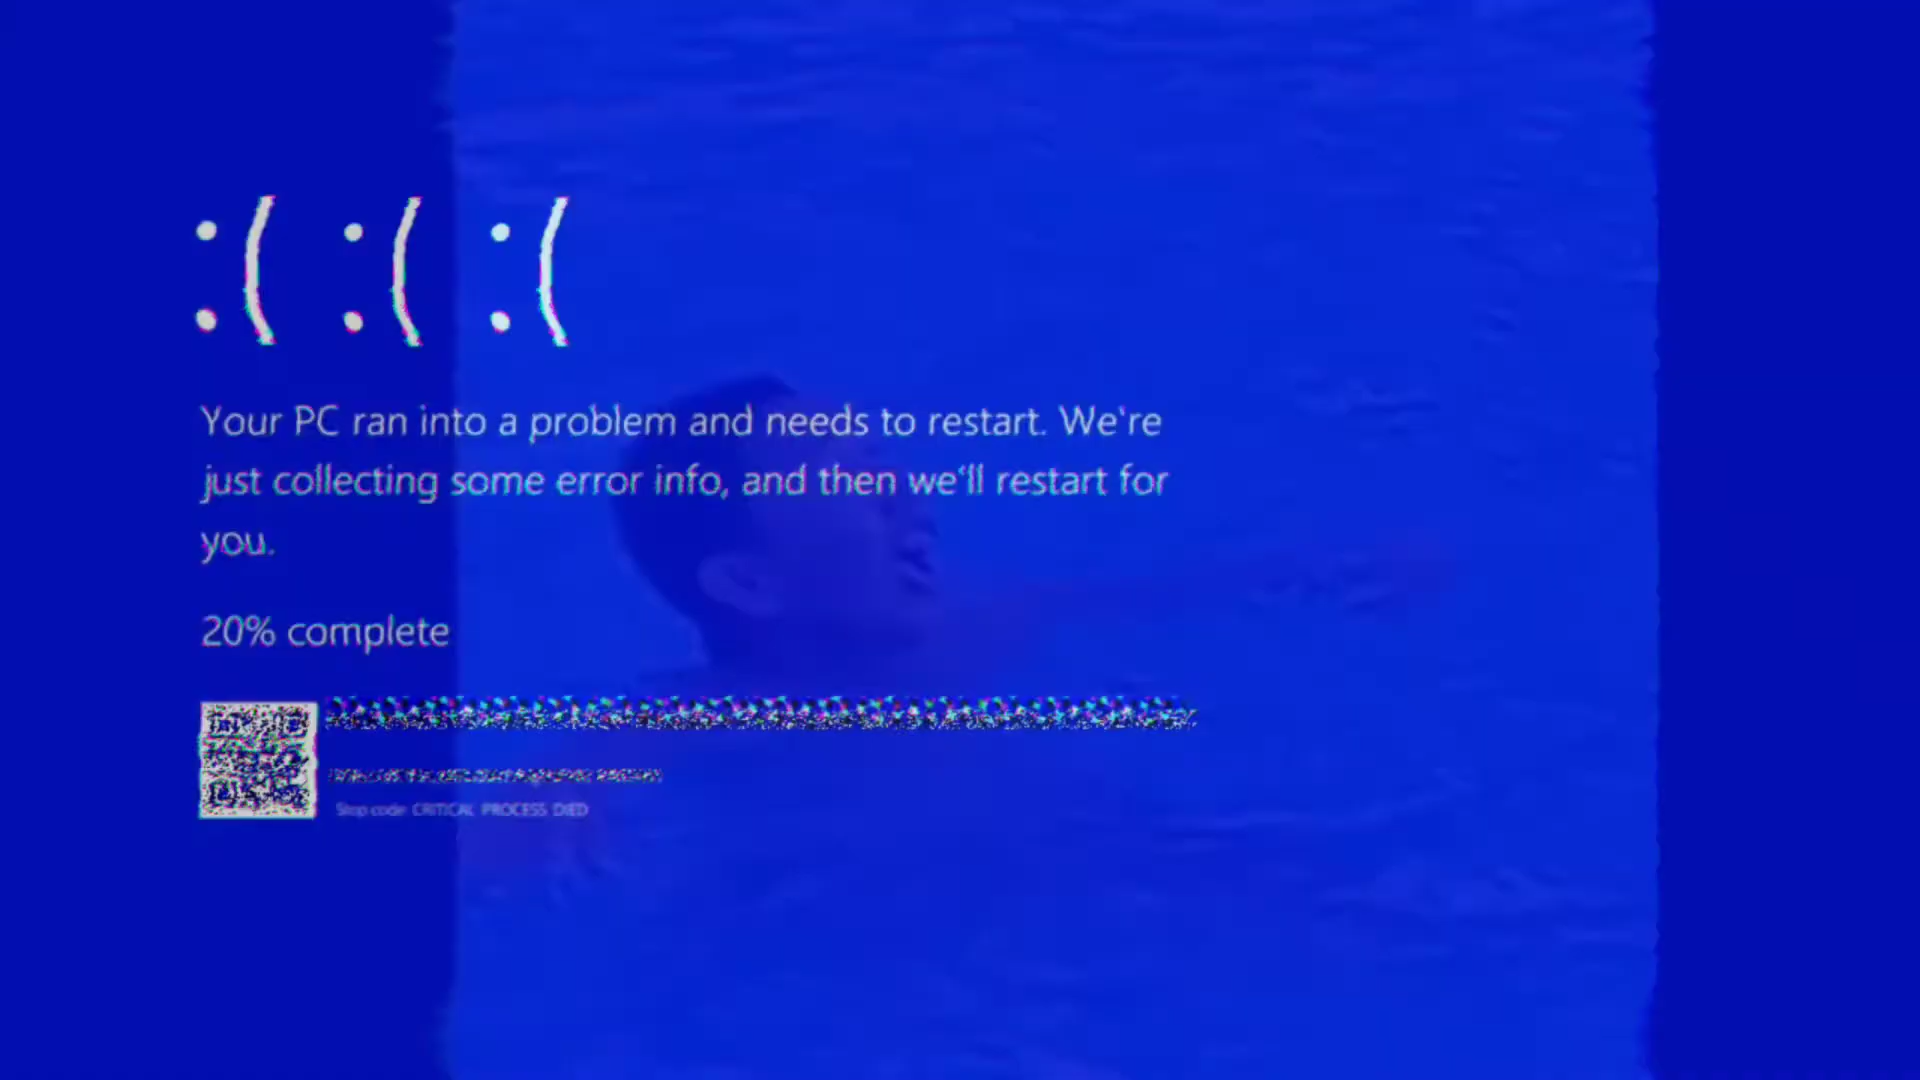 :( :( :(
Your PC ran into a problem and needs to restart. We're
just collecting some error info, and then we'll restart for
you.
20% complete
Stop code: CRITICAL PROCESS DIED